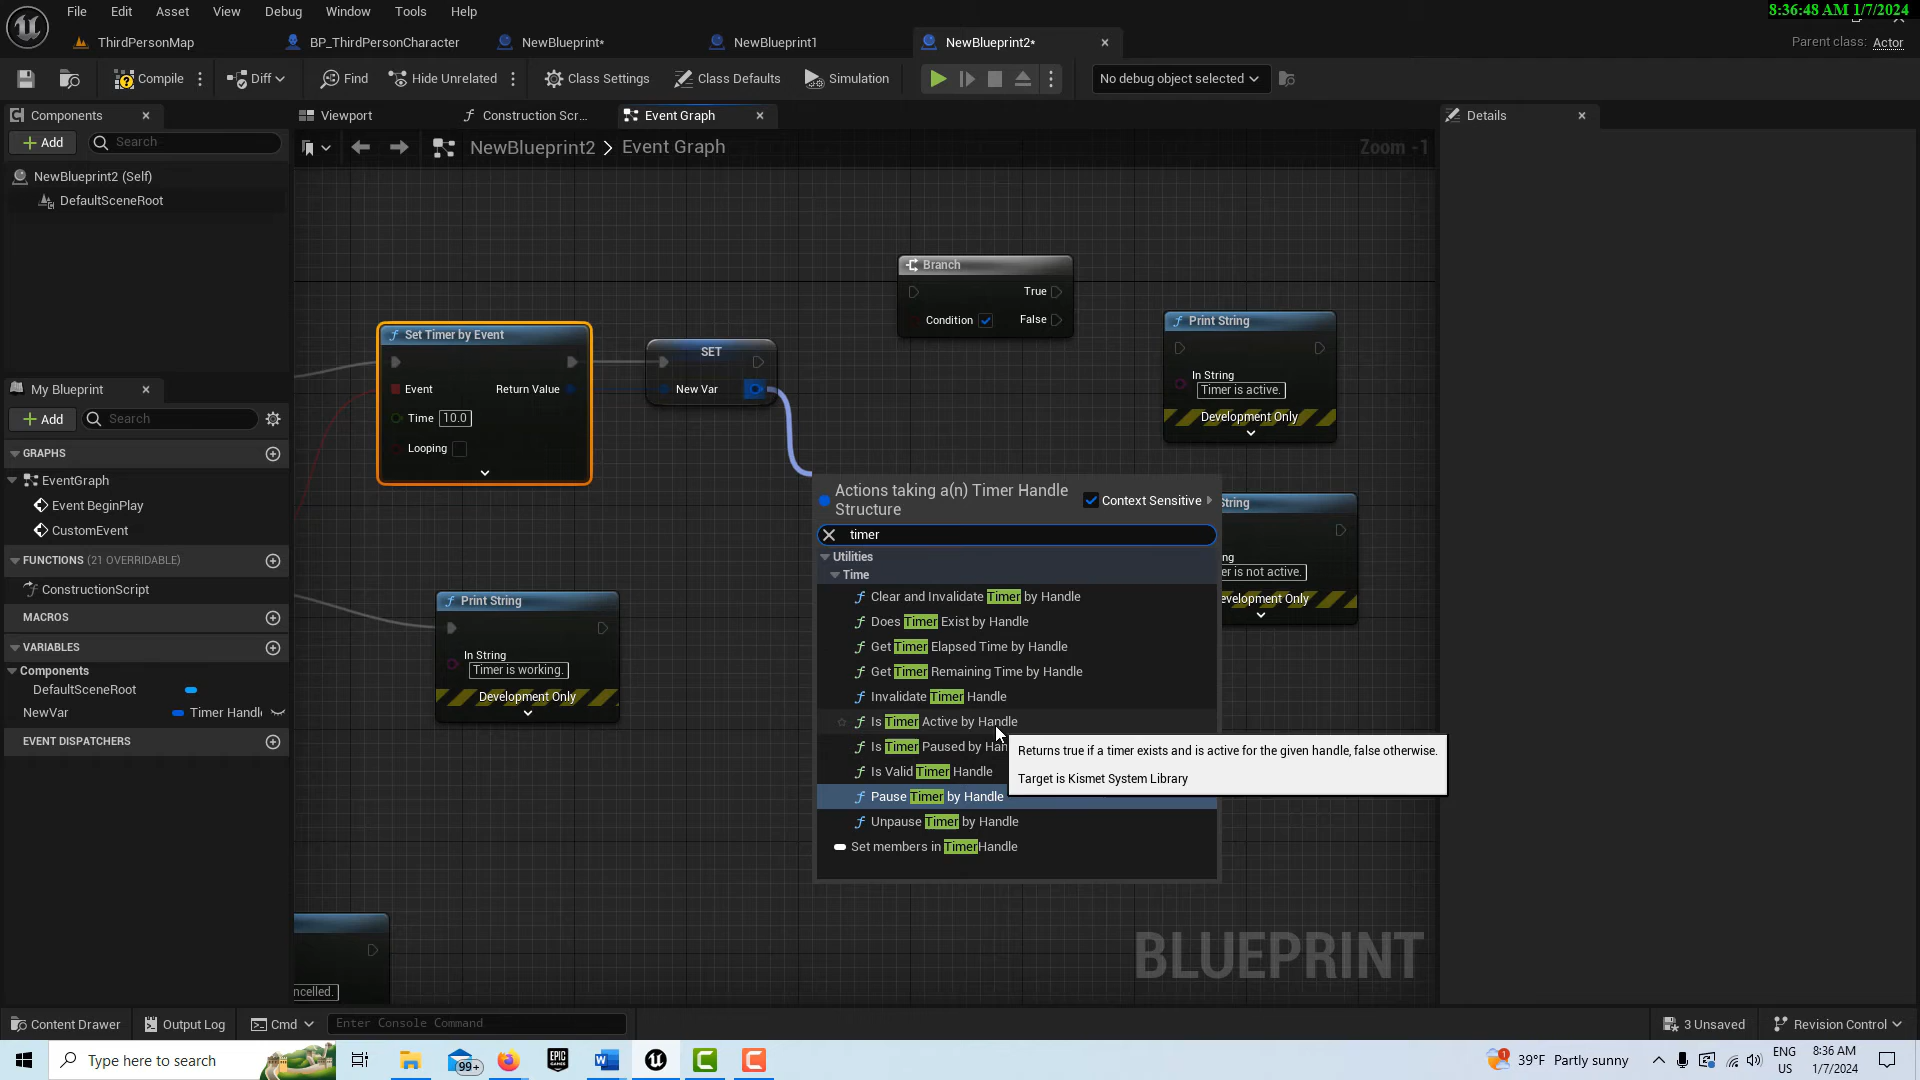 File Edit Asset View Debug Window Tools Help
8:36:48 AM 1/7/2024
ThirdPersonMap BP_ThirdPersonCharacter NewBlueprint* NewBlueprint1 NewBlueprint2*
Parent class: Actor
Compile Diff Find Hide Unrelated Class Settings Class Defaults Simulation No debug object selected
Components
Add Search
NewBlueprint2 (Self)
DefaultSceneRoot
My Blueprint
Add Search
GRAPHS
EventGraph
Event BeginPlay
CustomEvent
FUNCTIONS (21 OVERRIDABLE)
ConstructionScript
MACROS
VARIABLES
Components
DefaultSceneRoot
NewVar Timer Handl
EVENT DISPATCHERS
Viewport Construction Scr... Event Graph
NewBlueprint2 > Event Graph
Zoom -1
Set Timer by Event
Event Return Value
Time 10.0
Looping
SET
New Var
Branch
True
Condition False
Print String
In String
Timer is active.
Development Only
String
ng
er is not active.
evelopment Only
Print String
In String
Timer is working.
Development Only
ncelled.
Actions taking a(n) Timer Handle
Structure
Context Sensitive
timer
Utilities
Time
Clear and Invalidate Timer by Handle
Does Timer Exist by Handle
Get Timer Elapsed Time by Handle
Get Timer Remaining Time by Handle
Invalidate Timer Handle
Is Timer Active by Handle
Is Timer Paused by Han
Is Valid Timer Handle
Pause Timer by Handle
Unpause Timer by Handle
Set members in TimerHandle
Returns true if a timer exists and is active for the given handle, false otherwise.
Target is Kismet System Library
BLUEPRINT
Details
Content Drawer Output Log Cmd Enter Console Command
3 Unsaved Revision Control
Type here to search
99+
EPIC GAMES
39°F Partly sunny
ENG
US
8:36 AM
1/7/2024